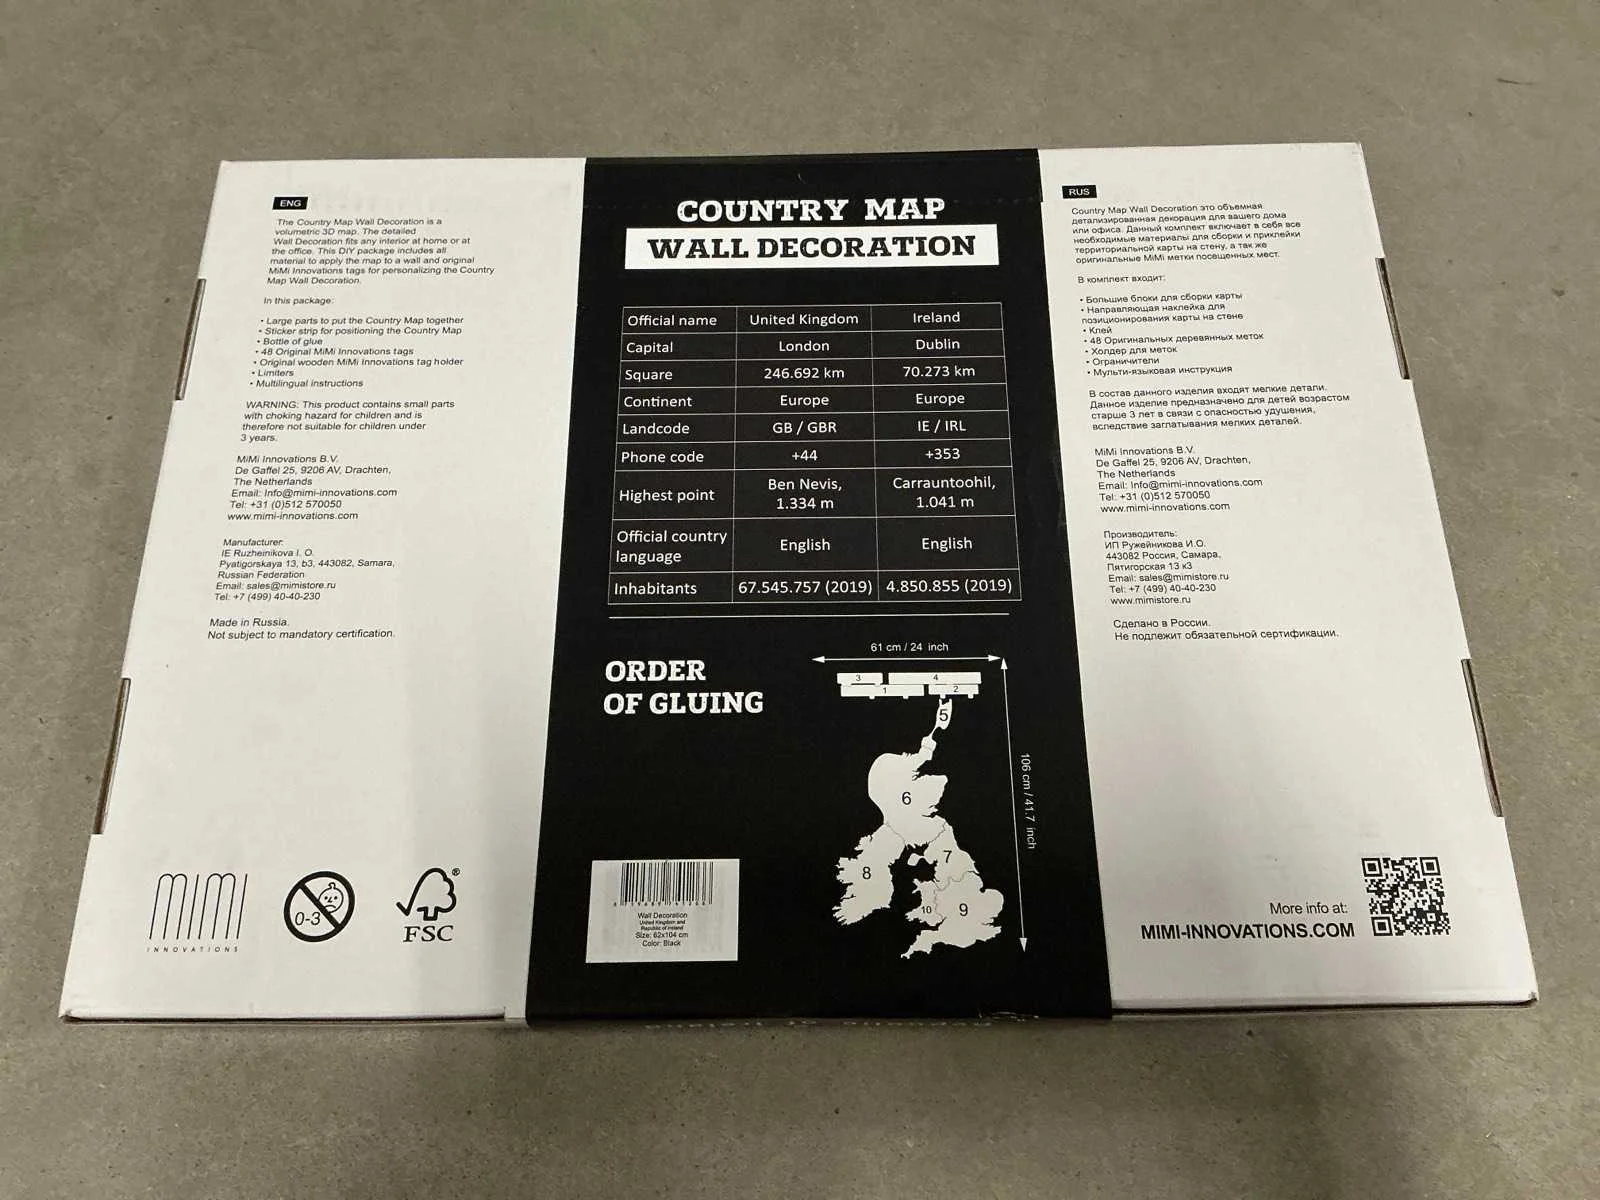 ENG
The Country Map Wall Decoration is a
volumetric 3D map. The detailed
Wall Decoration fits any interior at home or at
the office. This DIY package includes all
material to apply the map to a wall and original
MiMi Innovations tags for personalizing the Country
Map Wall Decoration.
In this package:
• Large parts to put the Country Map together
• Sticker strip for positioning the Country Map
• Bottle of glue
• 48 Original MiMi Innovations tags
• Original wooden MiMi Innovations tag holder
• Limiters
• Multilingual instructions
WARNING: This product contains small parts
with choking hazard for children and is
therefore not suitable for children under
3 years.
MiMi Innovations B.V.
De Gaffel 25, 9206 AV, Drachten,
The Netherlands
Email: Info@mimi-innovations.com
Tel: +31 (0)512 570050
www.mimi-innovations.com
Manufacturer:
IE Ruzheinikova I. O.
Pyatigorskaya 13, b3, 443082, Samara,
Russian Federation
Email: sales@mimistore.ru
Tel: +7 (499) 40-40-230
Made in Russia.
Not subject to mandatory certification.
MIMI
INNOVATIONS
0-3
®
FSC
COUNTRY MAP
WALL DECORATION
Official name United Kingdom Ireland
Capital London Dublin
Square 246.692 km 70.273 km
Continent Europe Europe
Landcode GB / GBR IE / IRL
Phone code +44 +353
Highest point Ben Nevis, 1.334 m Carrauntoohil, 1.041 m
Official country language English English
Inhabitants 67.545.757 (2019) 4.850.855 (2019)
ORDER
OF GLUING
61 cm / 24 inch
3 4
1 2
5
6
7
8
10 9
106 cm / 41.7 inch
Wall Decoration
United Kingdom and
Republic of Ireland
Size: 62x104 cm
Color: Black
RUS
Country Map Wall Decoration это объемная
детализированная декорация для вашего дома
или офиса. Данный комплект включает в себя все
необходимые материалы для сборки и приклейки
территориальной карты на стену, а так же
оригинальные MiMi метки посещенных мест.
В комплект входит:
• Большие блоки для сборки карты
• Направляющая наклейка для
позиционирования карты на стене
• Клей
• 48 Оригинальных деревянных меток
• Холдер для меток
• Ограничители
• Мульти-языковая инструкция
В состав данного изделия входят мелкие детали.
Данное изделие предназначено для детей возрастом
старше 3 лет в связи с опасностью удушения,
вследствие заглатывания мелких деталей.
MiMi Innovations B.V.
De Gaffel 25, 9206 AV, Drachten,
The Netherlands
Email: Info@mimi-innovations.com
Tel: +31 (0)512 570050
www.mimi-innovations.com
Производитель:
ИП Ружейникова И.О.
443082 Россия, Самара,
Пятигорская 13 к3
Email: sales@mimistore.ru
Tel: +7 (499) 40-40-230
www.mimistore.ru
Сделано в России.
Не подлежит обязательной сертификации.
More info at:
MIMI-INNOVATIONS.COM